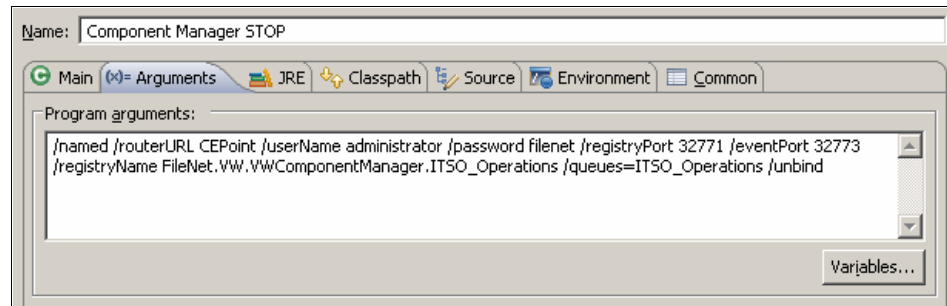 Name: Component Manager STOP
Main (x)= Arguments JRE Classpath Source Environment Common
Program arguments:
/named /routerURL CEPoint /userName administrator /password filenet /registryPort 32771 /eventPort 32773
/registryName FileNet.VW.VWComponentManager.ITSO_Operations /queues=ITSO_Operations /unbind
Variables...